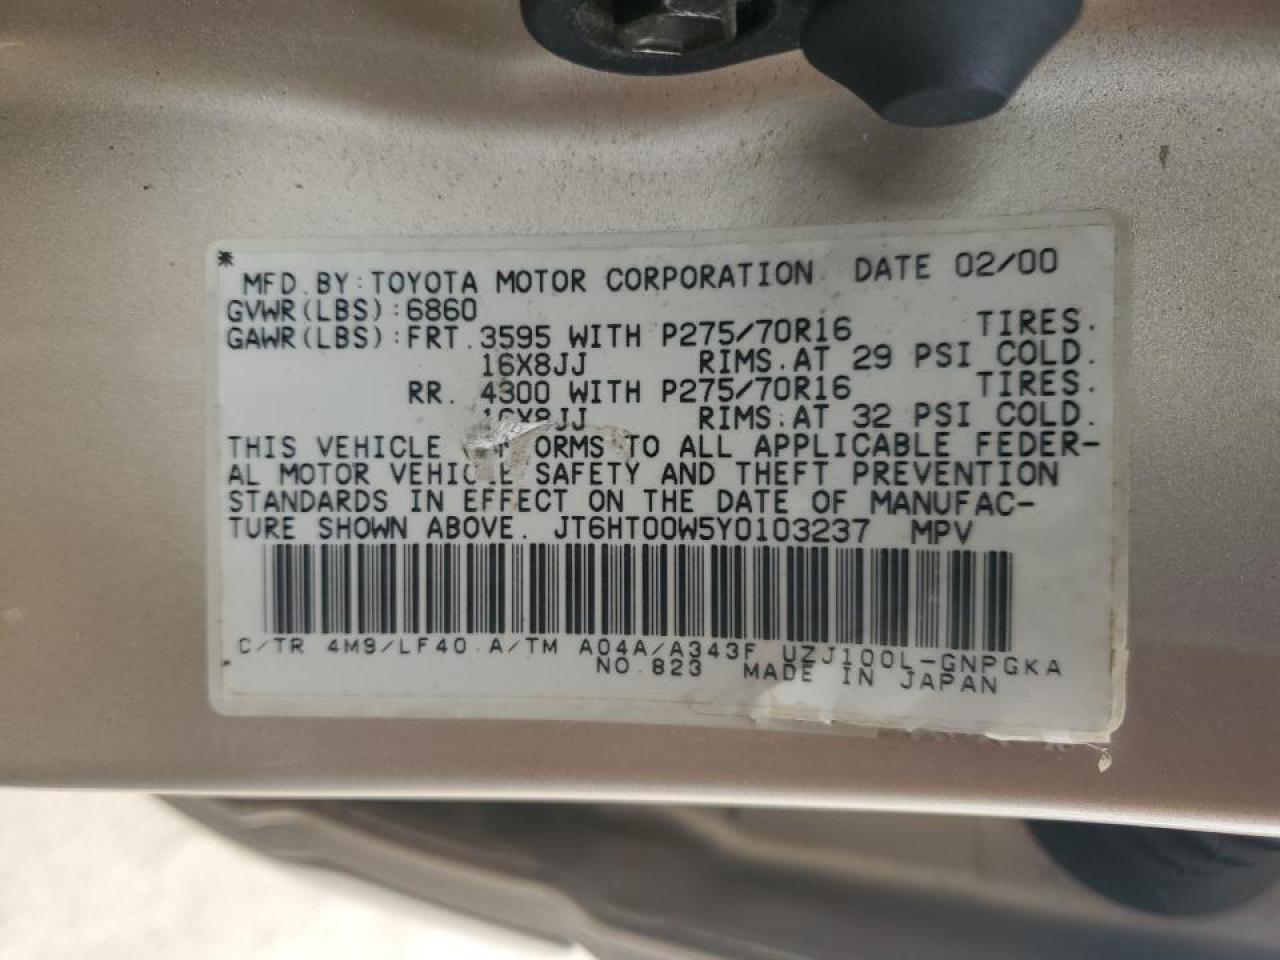 * MFD. BY: TOYOTA MOTOR CORPORATION DATE 02/00
GVWR(LBS):6860
GAWR(LBS):FRT. 3595 WITH P275/70R16 TIRES.
16X8JJ RIMS.AT 29 PSI COLD.
RR. 4300 WITH P275/70R16 TIRES.
16X8JJ RIMS.AT 32 PSI COLD.
THIS VEHICLE ORMS TO ALL APPLICABLE FEDER-
AL MOTOR VEHICLE SAFETY AND THEFT PREVENTION
STANDARDS IN EFFECT ON THE DATE OF MANUFAC-
TURE SHOWN ABOVE. JT6HT00W5Y0103237 MPV
C/TR 4M9/LF40 A/TM A04A/A343F UZJ100L-GNPGKA
NO.823 MADE IN JAPAN